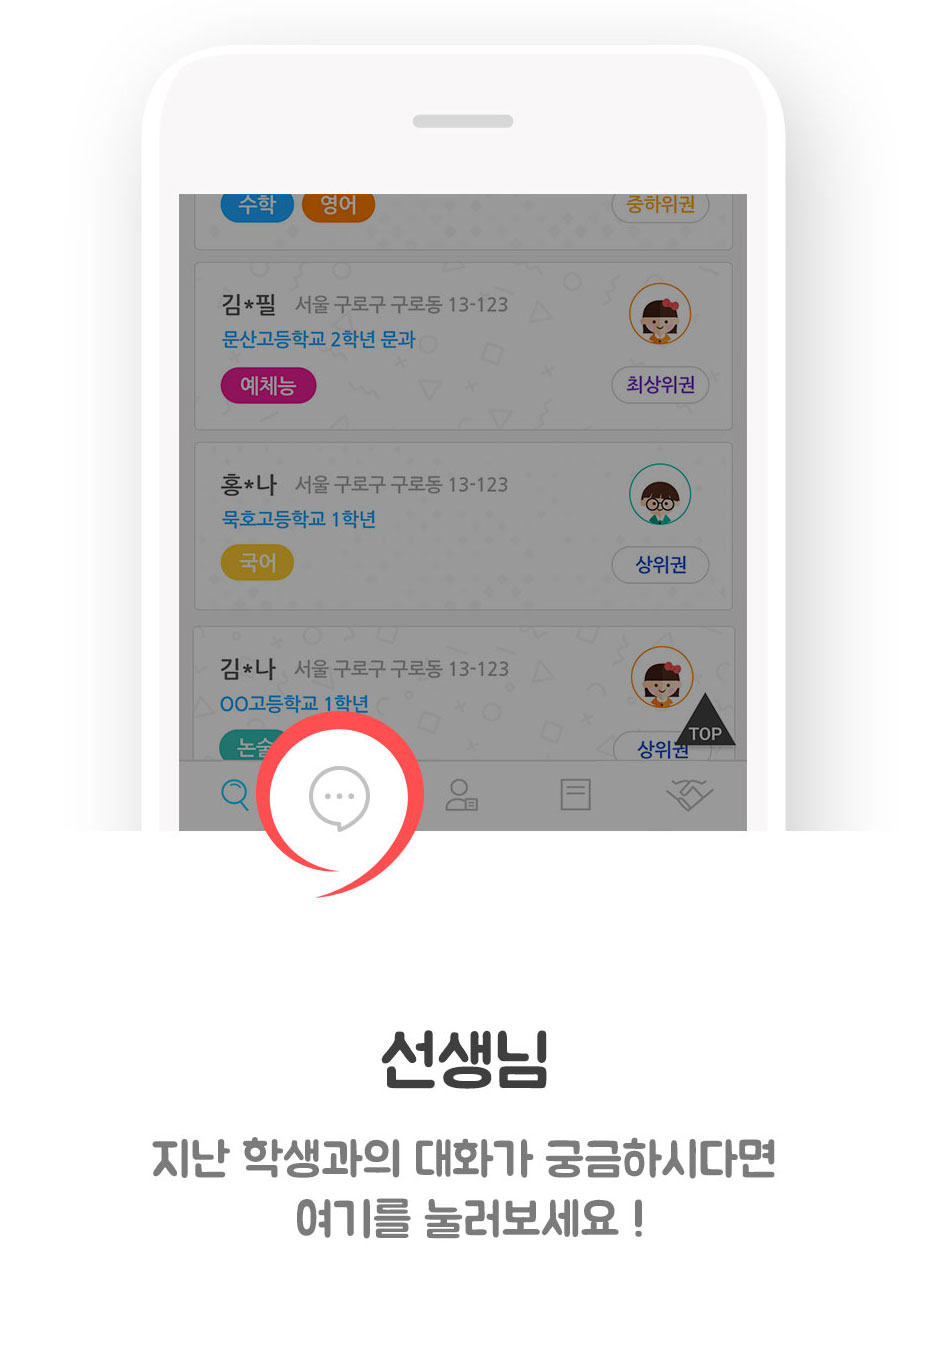 수학 영어 중하위권
김*필 서울 구로구 구로동 13-123
문산고등학교 2학년 문과
예체능 최상위권
홍*나 서울 구로구 구로동 13-123
묵호고등학교 1학년
국어 상위권
김*나 서울 구로구 구로동 13-123
OO고등학교 1학년
논술 상위권
TOP
선생님
지난 학생과의 대화가 궁금하시다면
여기를 눌러보세요 !